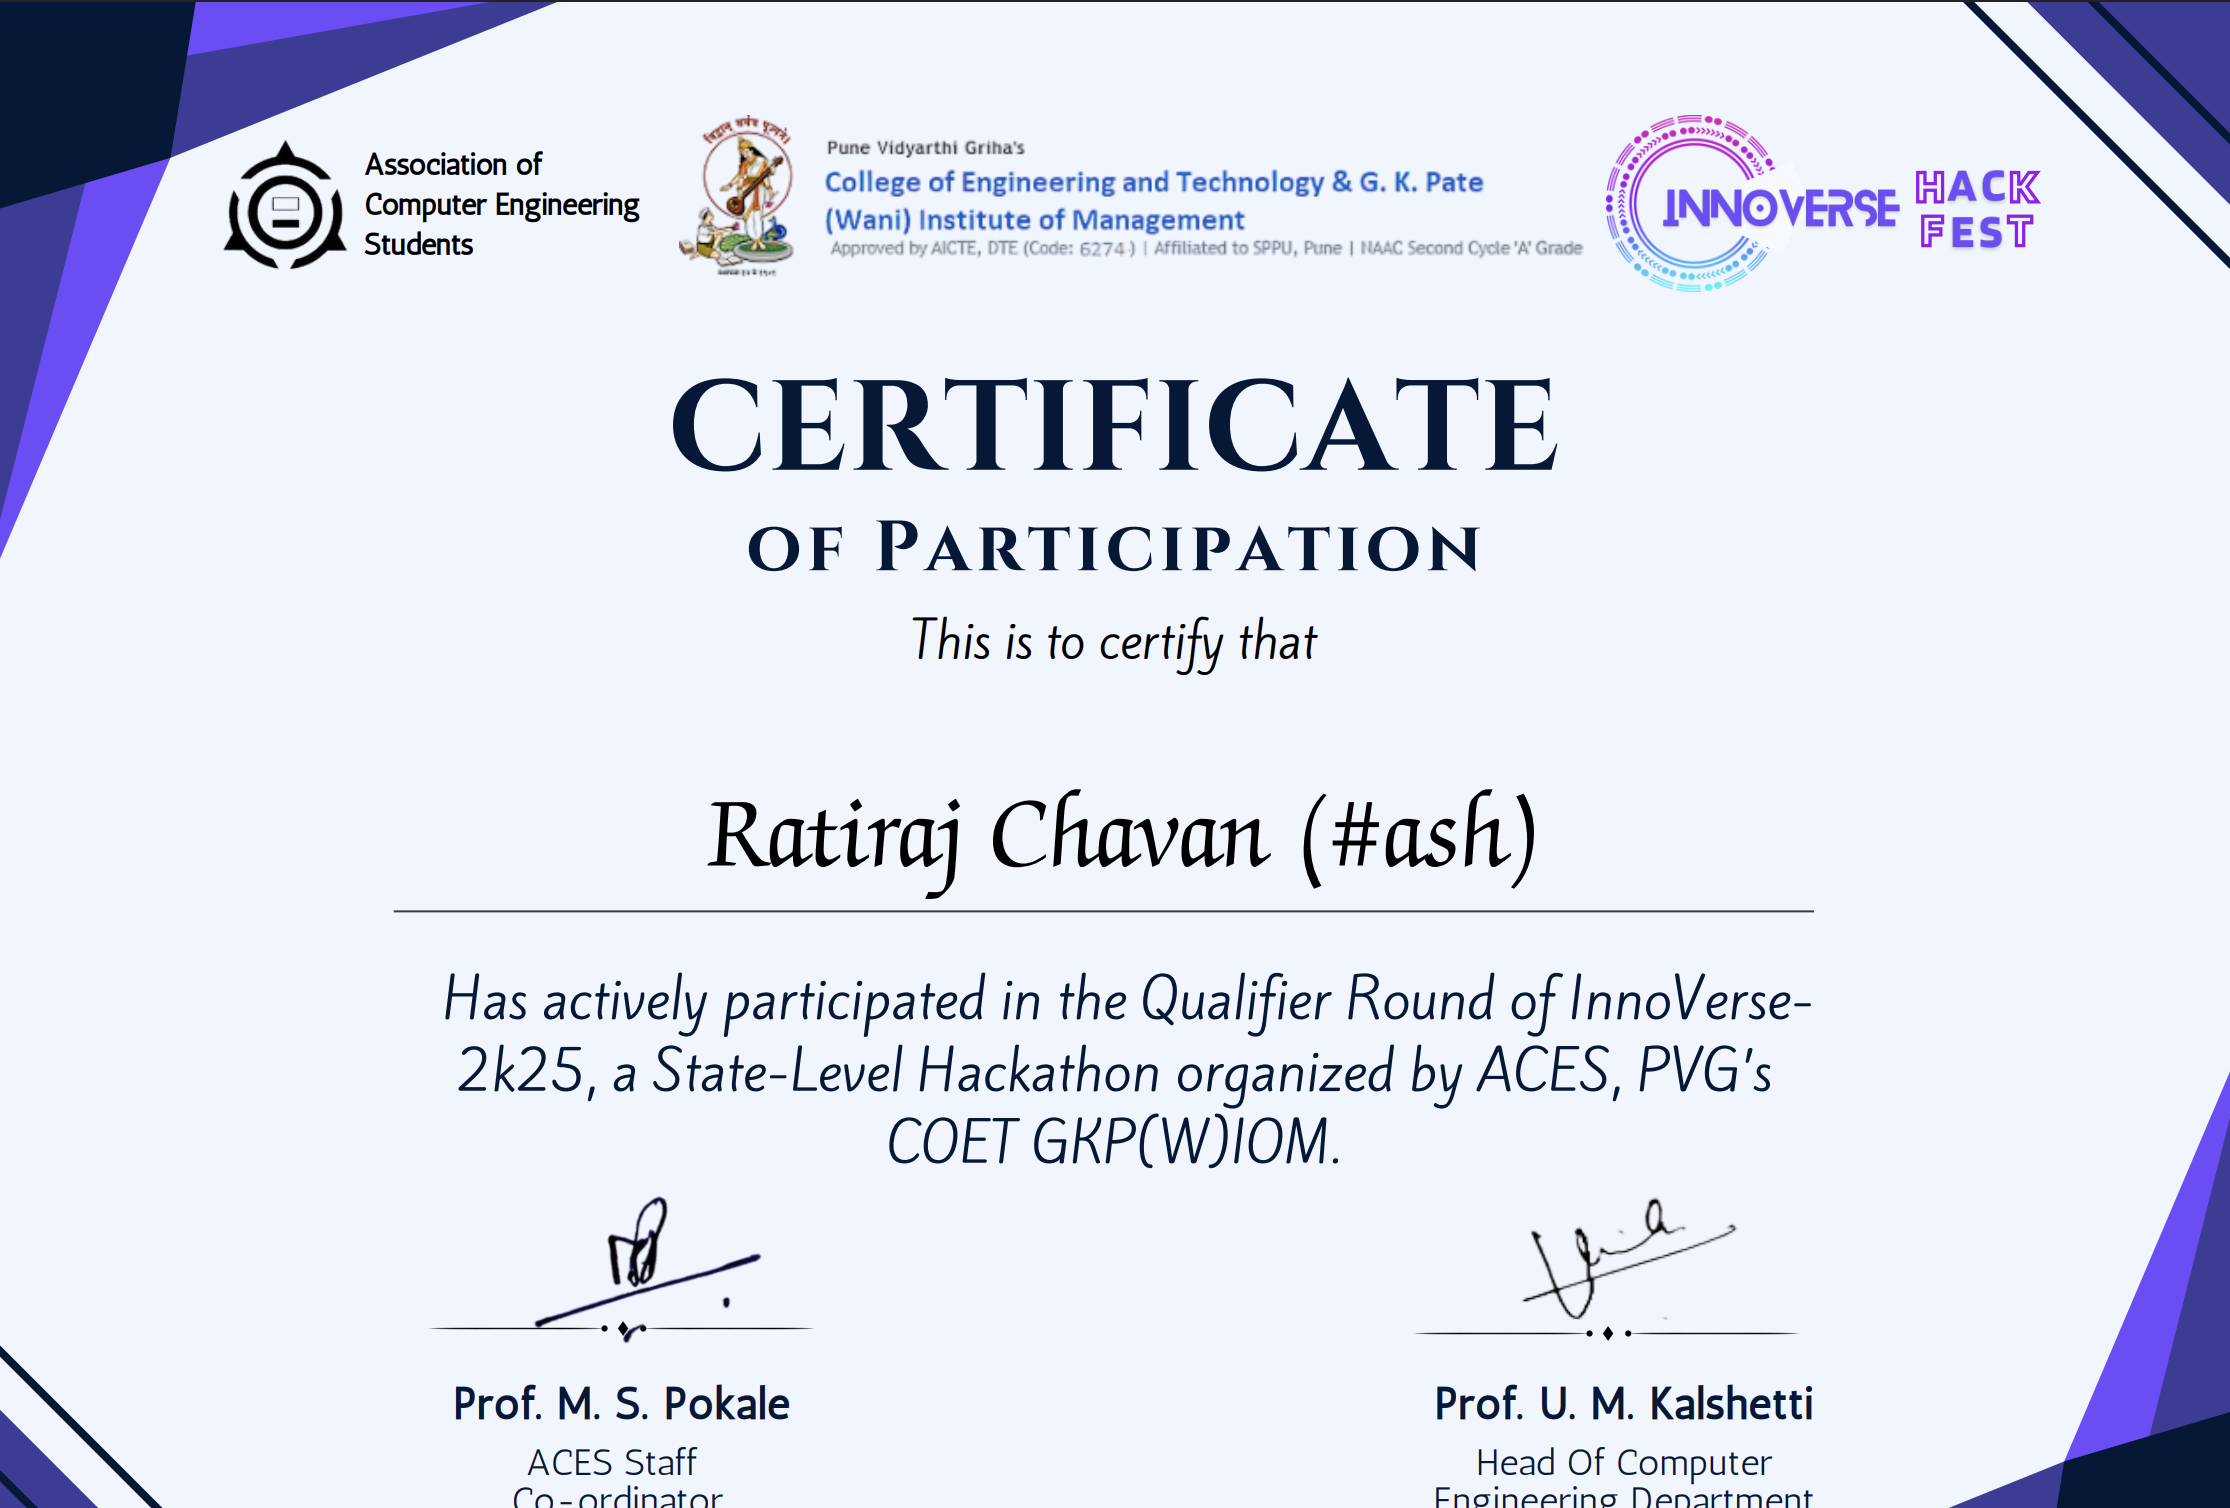 Association of
Computer Engineering
Students
विद्वान् सर्वत्र पूज्यते।
Pune Vidyarthi Griha's
College of Engineering and Technology & G. K. Pate
(Wani) Institute of Management
Approved by AICTE, DTE (Code: 6274) | Affiliated to SPPU, Pune | NAAC Second Cycle 'A' Grade
INNOVERSE
HACK
FEST
CERTIFICATE
OF PARTICIPATION
This is to certify that
Ratiraj Chavan (#ash)
Has actively participated in the Qualifier Round of InnoVerse-
2k25, a State-Level Hackathon organized by ACES, PVG's
COET GKP(W)IOM.
Prof. M. S. Pokale
ACES Staff
Co-ordinator
Prof. U. M. Kalshetti
Head Of Computer
Engineering Department